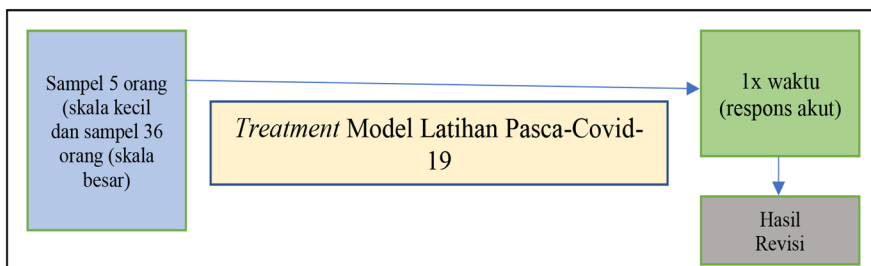 Sampel 5 orang
(skala kecil
dan sampel 36
orang (skala
besar)
Treatment Model Latihan Pasca-Covid-
19
1x waktu
(respons akut)
Hasil
Revisi